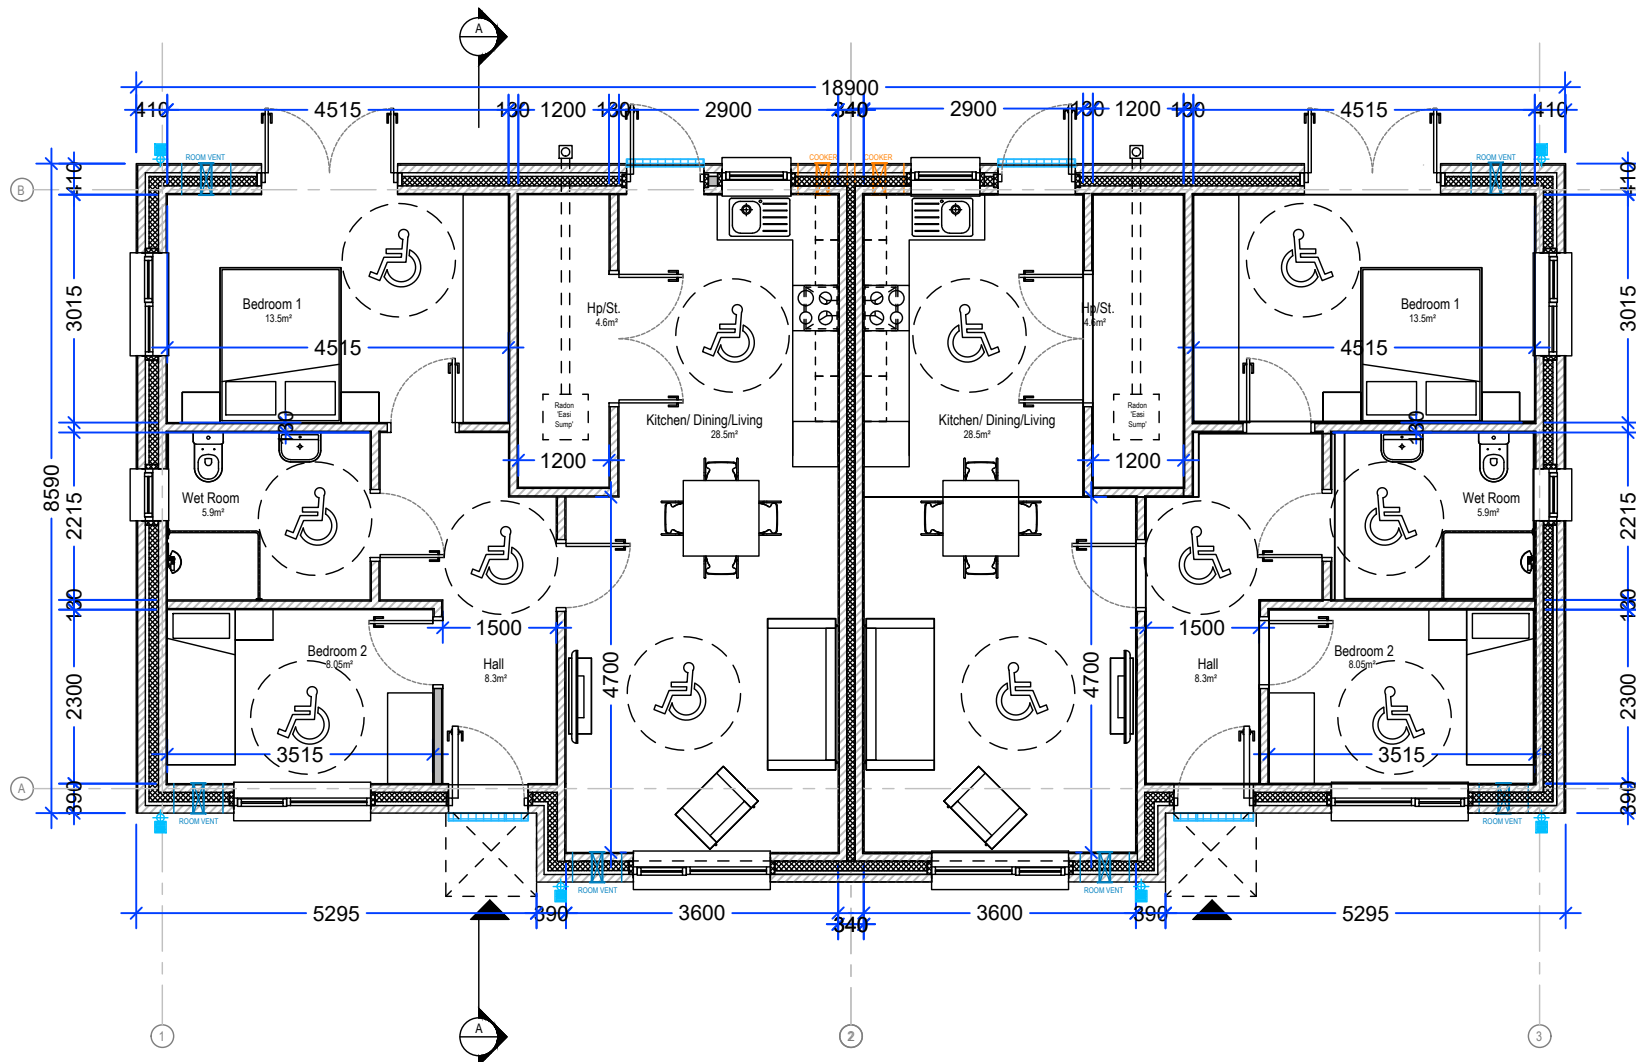 A
18900
410
4515
130
1200
130
2900
340
2900
130
1200
130
4515
410
ROOM VENT
COOKER
COOKER
ROOM VENT
B
410
410
3015
3015
Bedroom 1
13.5m²
Hp/St.
4.6m²
Hp/St.
4.6m²
Bedroom 1
13.5m²
4515
4515
Radon
'Easi
Sump'
Kitchen/ Dining/Living
28.5m²
Kitchen/ Dining/Living
28.5m²
Radon
'Easi
Sump'
130
130
1200
1200
8590
2215
Wet Room
5.9m²
Wet Room
5.9m²
2215
130
130
1500
1500
Bedroom 2
8.05m²
Hall
8.3m²
4700
4700
Hall
8.3m²
Bedroom 2
8.05m²
2300
2300
3515
3515
A
390
390
ROOM VENT
ROOM VENT
ROOM VENT
ROOM VENT
5295
390
3600
340
3600
390
5295
1
A
2
3